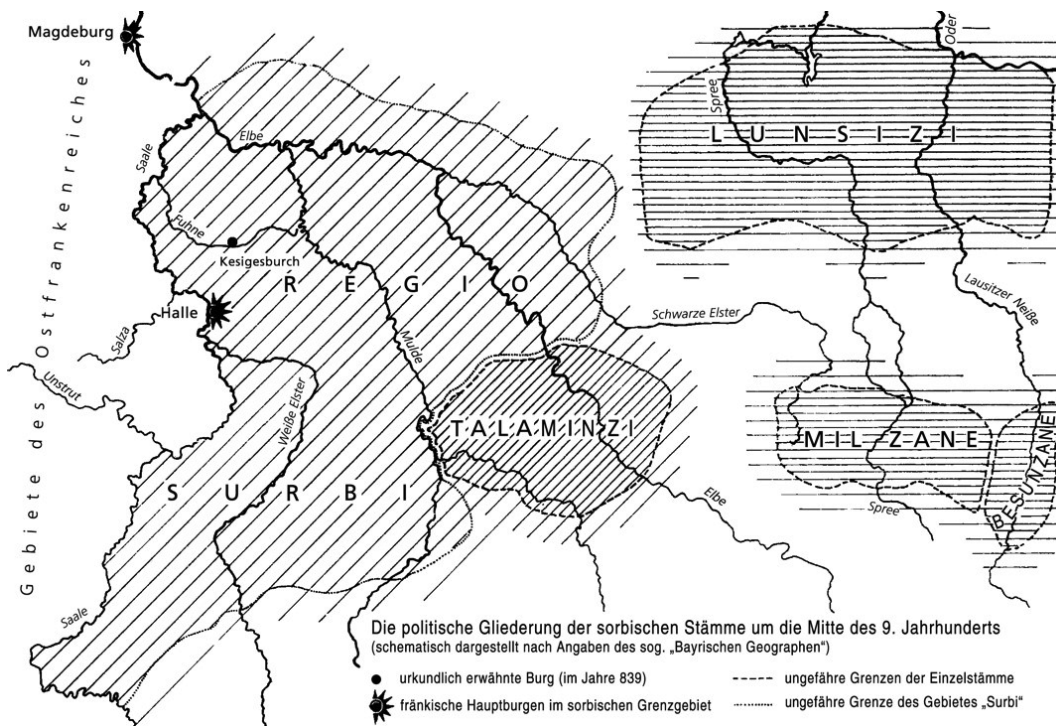 Magdeburg
Gebiete des Ostfrankenreiches
Elbe
Saale
Fuhne
Kesigesburch
REGIO
Halle
Salza
Unstrut
Mulde
Weiße Elster
SURBI
Saale
TALAMINZI
Elbe
Schwarze Elster
Spree
Oder
LUNSIZI
Lausitzer Neiße
MILZANE
BESUNZANE
Spree
Die politische Gliederung der sorbischen Stämme um die Mitte des 9. Jahrhunderts
(schematisch dargestellt nach Angaben des sog. „Bayrischen Geographen“)
urkundlich erwähnte Burg (im Jahre 839)
fränkische Hauptburgen im sorbischen Grenzgebiet
ungefähre Grenzen der Einzelstämme
ungefähre Grenze des Gebietes „Surbi“